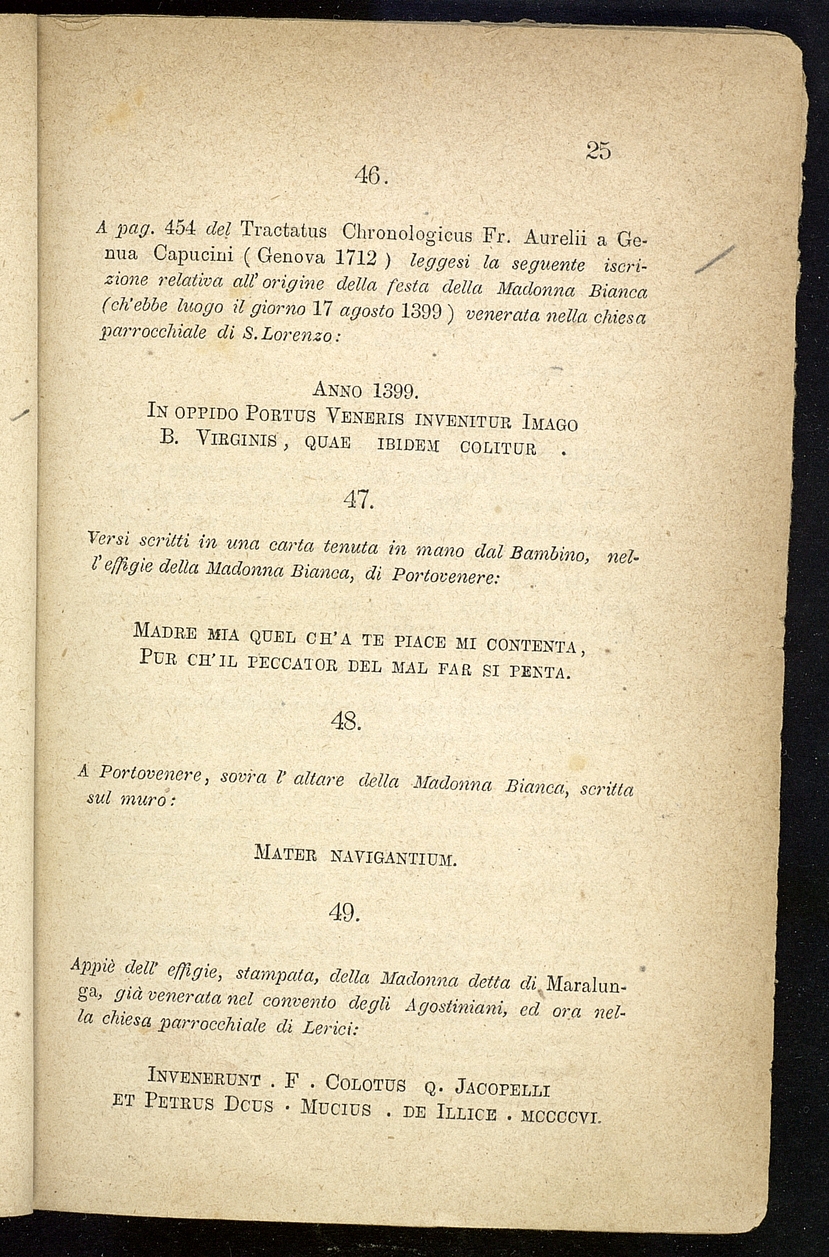 25
46.
A pag. 454 del Tractatus Chronologicus Fr. Aurelii a Ge-
nua Capucini ( Genova 1712 ) leggesi la seguente iscri-
zione relativa all' origine della festa della Madonna Bianca
(ch'ebbe luogo il giorno 17 agosto 1399 ) venerata nella chiesa
parrocchiale di S. Lorenzo:
ANNO 1399.
IN OPPIDO PORTUS VENERIS INVENITUR IMAGO
B. VIRGINIS, QUAE IBIDEM COLITUR .
47.
Versi scritti in una carta tenuta in mano dal Bambino, nel-
l'effigie della Madonna Bianca, di Portovenere:
MADRE MIA QUEL CH'A TE PIACE MI CONTENTA,
PUR CH'IL PECCATOR DEL MAL FAR SI PENTA.
48.
A Portovenere, sovra l' altare della Madonna Bianca, scritta
sul muro:
MATER NAVIGANTIUM.
49.
Appiè dell' effigie, stampata, della Madonna detta di Maralun-
ga, già venerata nel convento degli Agostiniani, ed ora nel-
la chiesa parrocchiale di Lerici:
INVENERUNT . F . COLOTUS Q. JACOPELLI
ET PETRUS DCUS . MUCIUS . DE ILLICE . MCCCCVI.